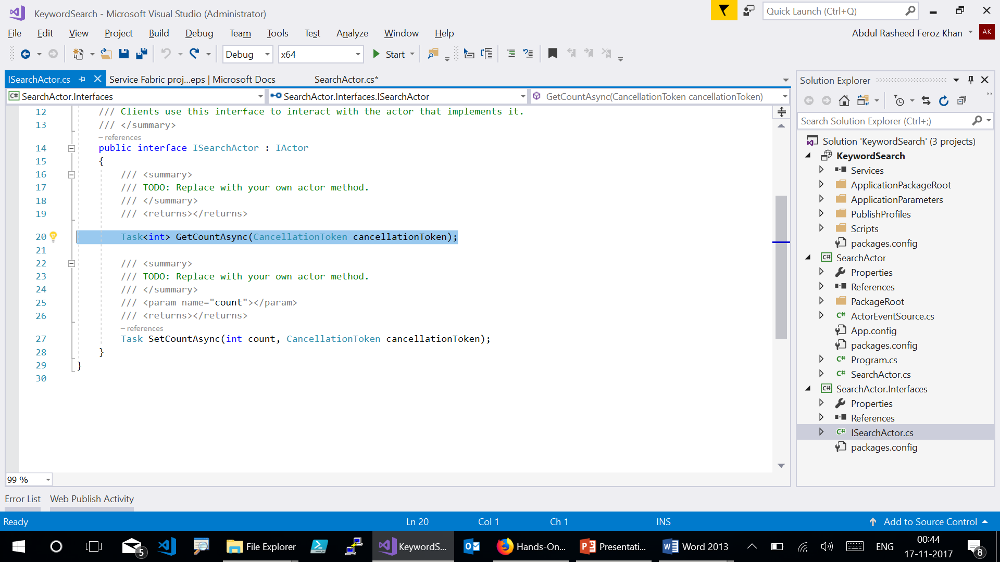 KeywordSearch - Microsoft Visual Studio (Administrator)
Quick Launch (Ctrl+Q)
File Edit View Project Build Debug Team Tools Test Analyze Window Help
Abdul Rasheed Feroz Khan AK
Debug x64 Start
ISearchActor.cs Service Fabric proj...eps | Microsoft Docs SearchActor.cs*
C# SearchActor.Interfaces SearchActor.Interfaces.ISearchActor GetCountAsync(CancellationToken cancellationToken)
12 /// Clients use this interface to interact with the actor that implements it.
13 /// </summary>
– references
14 public interface ISearchActor : IActor
15 {
16 /// <summary>
17 /// TODO: Replace with your own actor method.
18 /// </summary>
19 /// <returns></returns>
20 Task<int> GetCountAsync(CancellationToken cancellationToken);
21
22 /// <summary>
23 /// TODO: Replace with your own actor method.
24 /// </summary>
25 /// <param name="count"></param>
26 /// <returns></returns>
– references
27 Task SetCountAsync(int count, CancellationToken cancellationToken);
28 }
29 }
30
99 %
Solution Explorer
Search Solution Explorer (Ctrl+;)
Solution 'KeywordSearch' (3 projects)
KeywordSearch
Services
ApplicationPackageRoot
ApplicationParameters
PublishProfiles
Scripts
packages.config
C# SearchActor
Properties
References
PackageRoot
C# ActorEventSource.cs
App.config
packages.config
C# Program.cs
C# SearchActor.cs
C# SearchActor.Interfaces
Properties
References
C# ISearchActor.cs
packages.config
Error List Web Publish Activity
Ready Ln 20 Col 1 Ch 1 INS Add to Source Control
5 File Explorer KeywordS... Hands-On... Presentati... Word 2013 ENG 00:44
17-11-2017 8